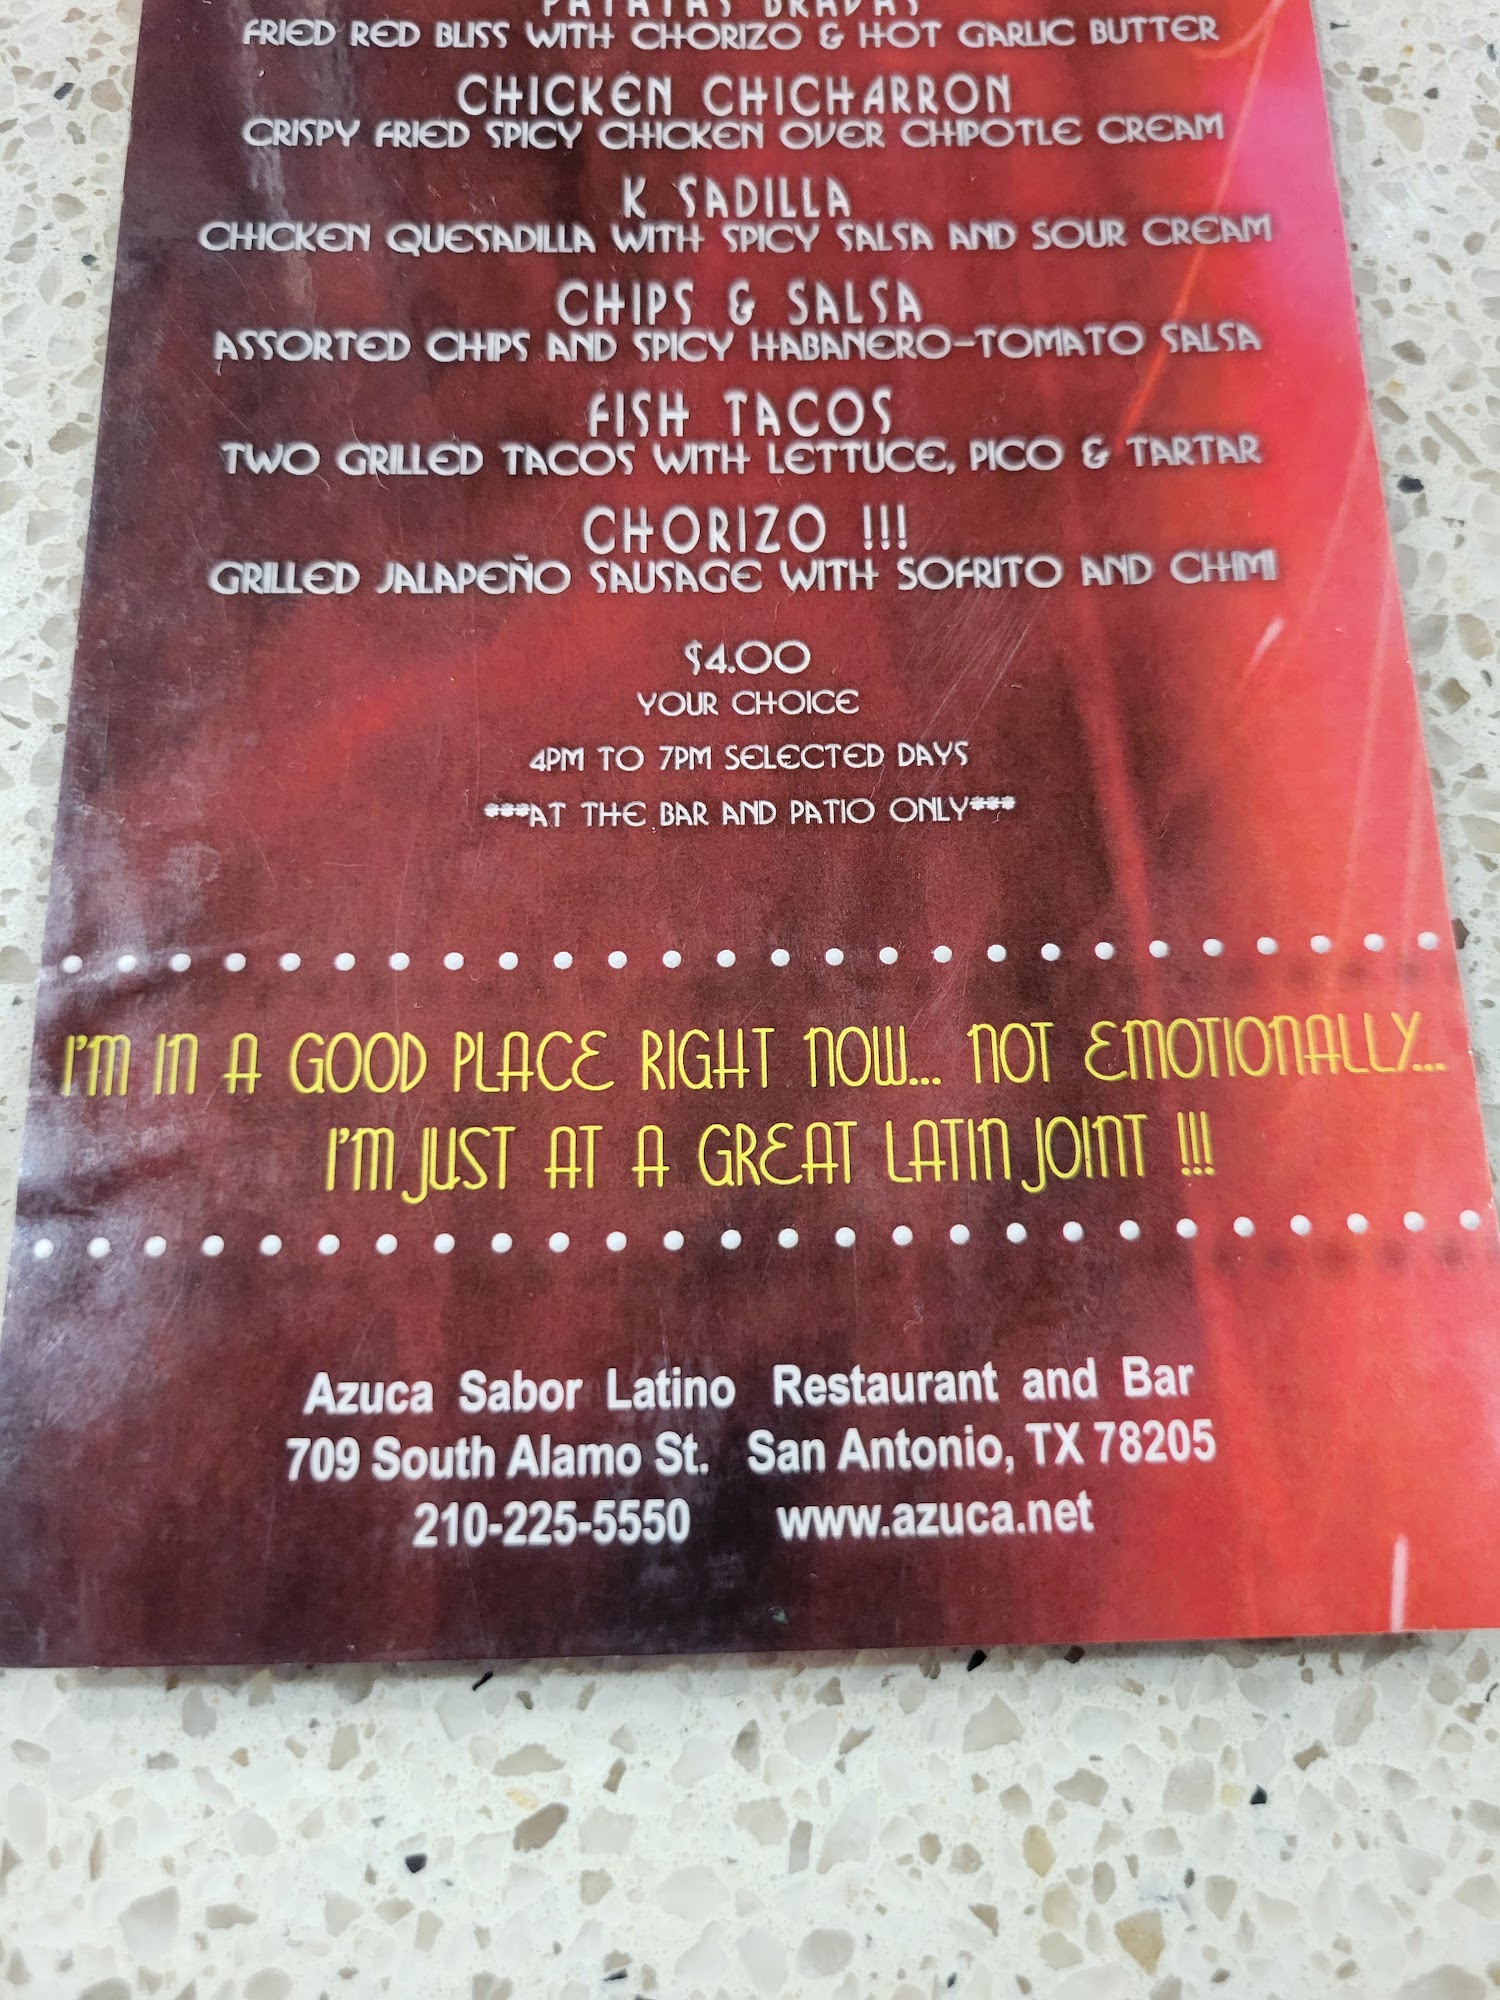 PATATAS BRAVAS
FRIED RED BLISS WITH CHORIZO & HOT GARLIC BUTTER
CHICKEN CHICHARRON
CRISPY FRIED SPICY CHICKEN OVER CHIPOTLE CREAM
K SADILLA
CHICKEN QUESADILLA WITH SPICY SALSA AND SOUR CREAM
CHIPS & SALSA
ASSORTED CHIPS AND SPICY HABANERO-TOMATO SALSA
FISH TACOS
TWO GRILLED TACOS WITH LETTUCE, PICO & TARTAR
CHORIZO !!!
GRILLED JALAPEÑO SAUSAGE WITH SOFRITO AND CHIMI
$4.00
YOUR CHOICE
4PM TO 7PM SELECTED DAYS
***AT THE BAR AND PATIO ONLY***
I'M IN A GOOD PLACE RIGHT NOW... NOT EMOTIONALLY...
I'M JUST AT A GREAT LATIN JOINT !!!
Azuca Sabor Latino Restaurant and Bar
709 South Alamo St. San Antonio, TX 78205
210-225-5550 www.azuca.net